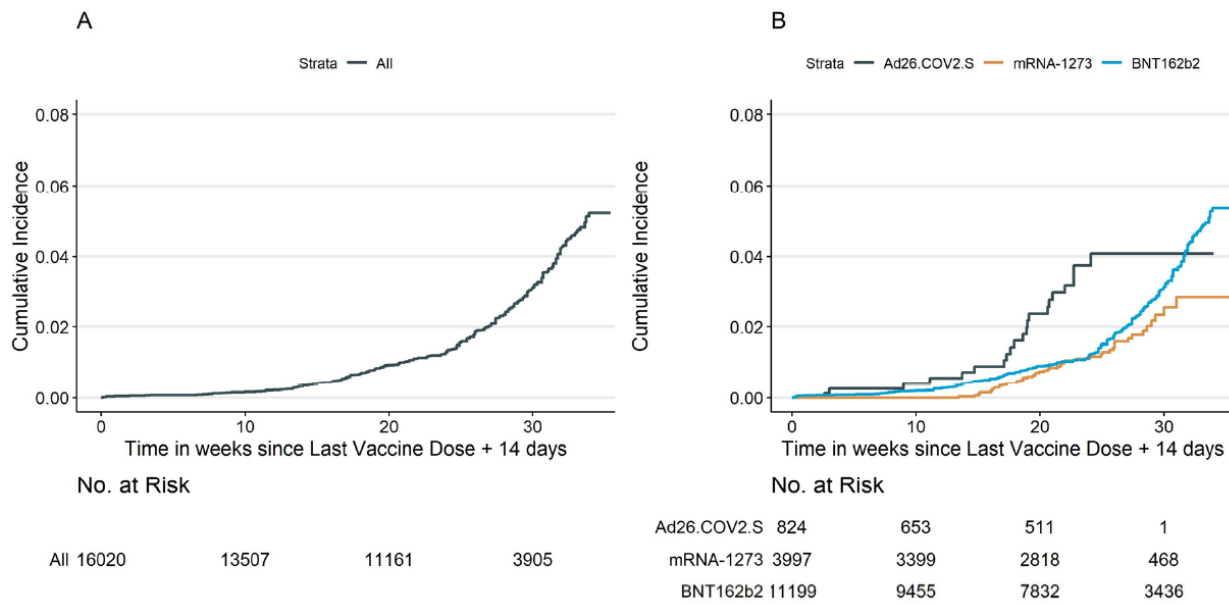 A
Strata All
0.08
0.06
0.04
0.02
0.00
Cumulative Incidence
0 10 20 30
Time in weeks since Last Vaccine Dose + 14 days
No. at Risk
All 16020 13507 11161 3905
B
Strata Ad26.COV2.S mRNA-1273 BNT162b2
0.08
0.06
0.04
0.02
0.00
Cumulative Incidence
0 10 20 30
Time in weeks since Last Vaccine Dose + 14 days
No. at Risk
Ad26.COV2.S 824 653 511 1
mRNA-1273 3997 3399 2818 468
BNT162b2 11199 9455 7832 3436